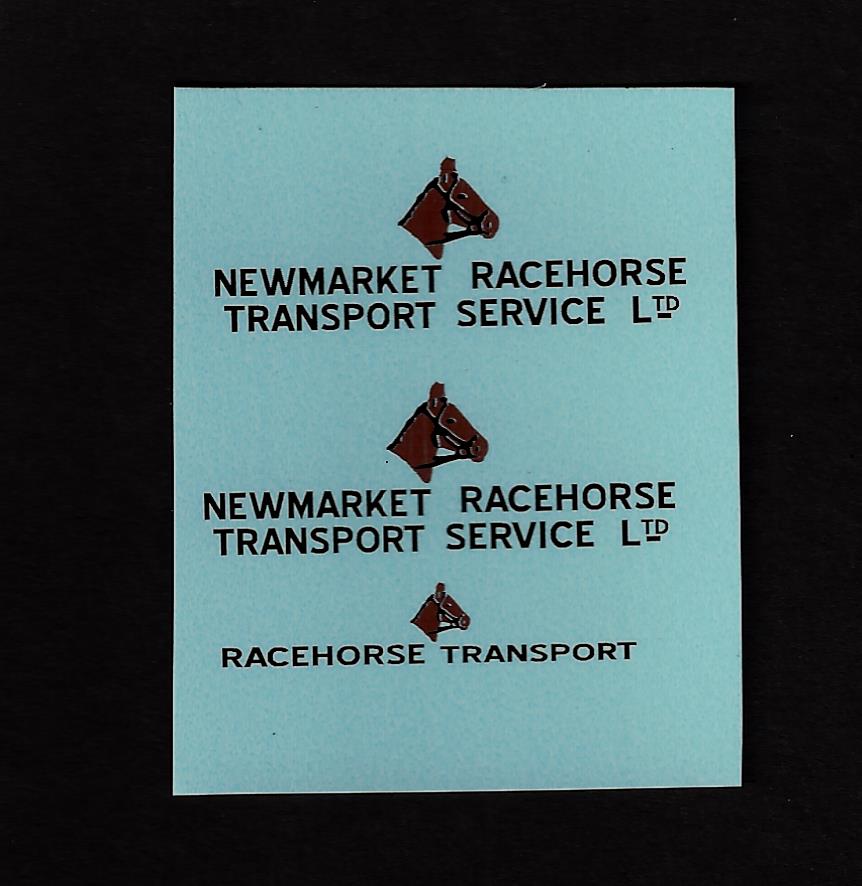 NEWMARKET RACEHORSE
TRANSPORT SERVICE LTD
NEWMARKET RACEHORSE
TRANSPORT SERVICE LTD
RACEHORSE TRANSPORT